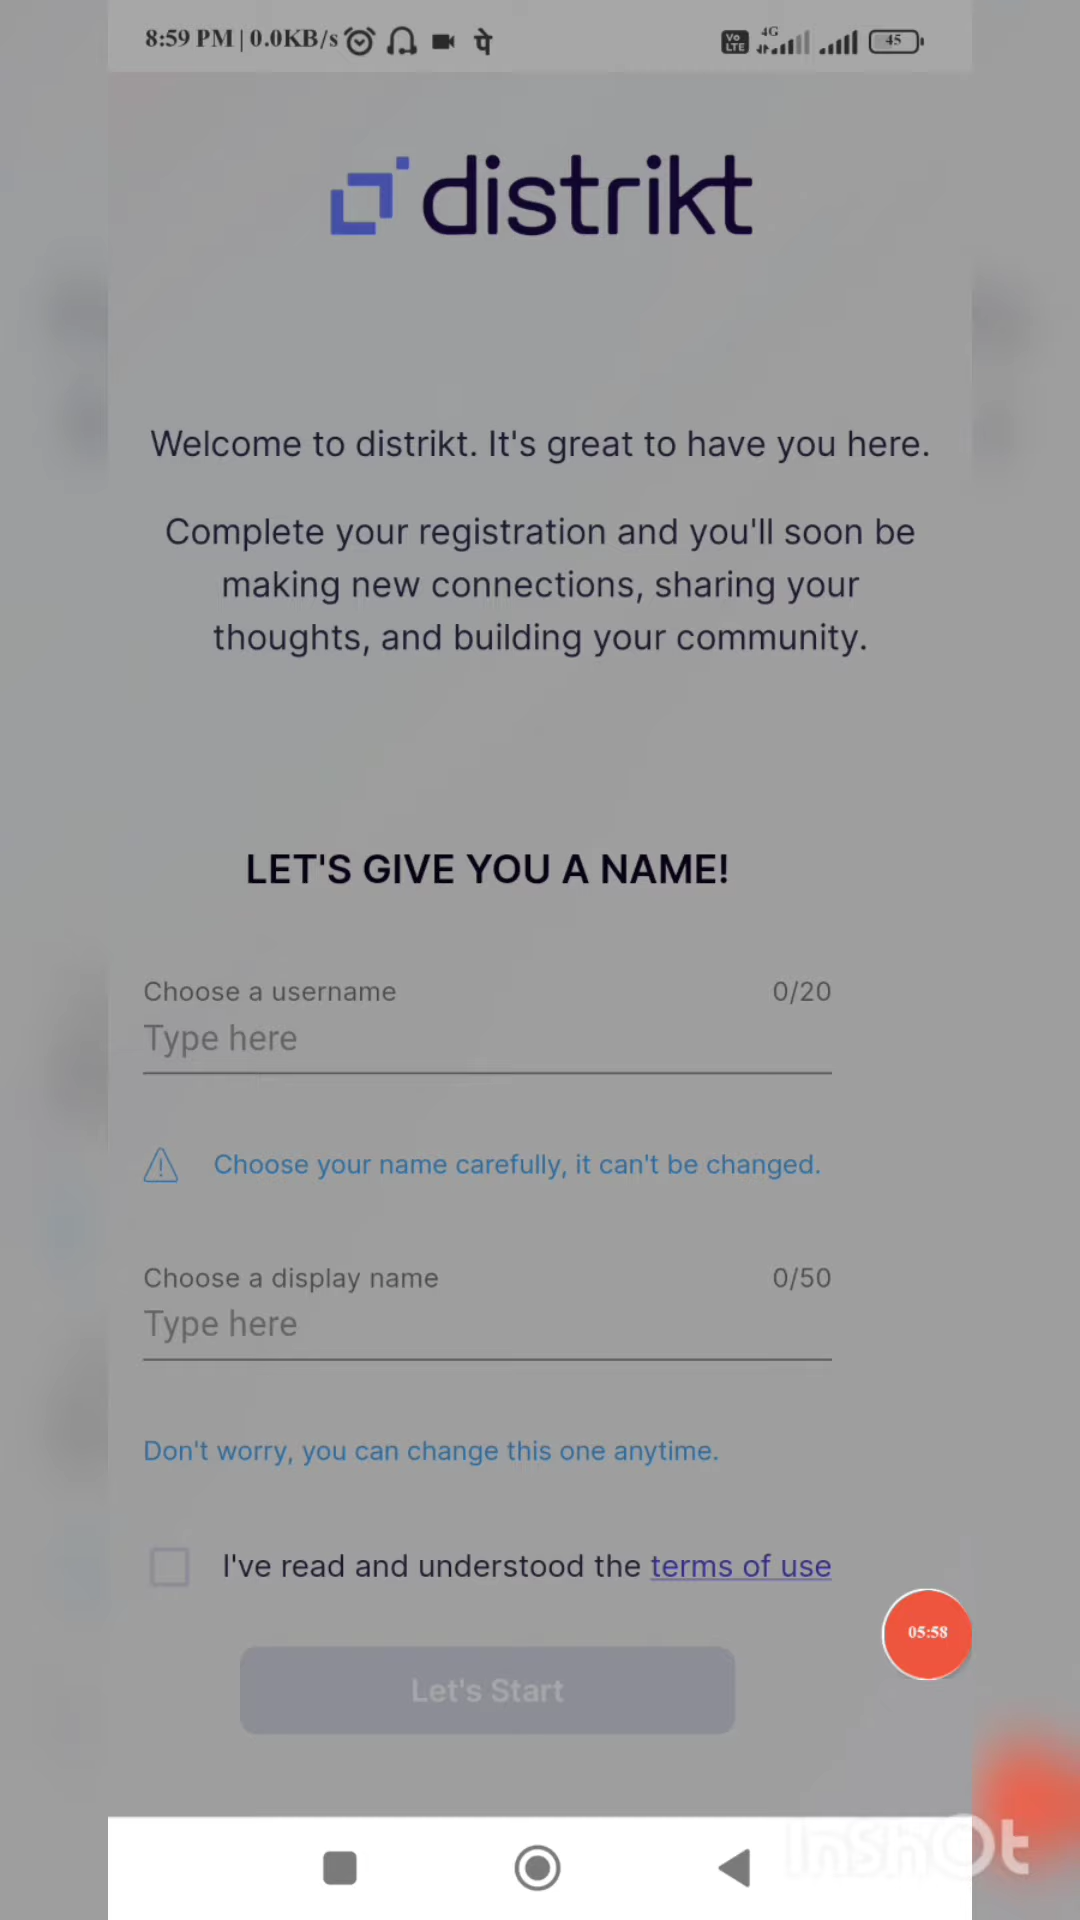 8:59 PM | 0.0KB/s पे Vo LTE 4G 45
distrikt
Welcome to distrikt. It's great to have you here.
Complete your registration and you'll soon be
making new connections, sharing your
thoughts, and building your community.
LET'S GIVE YOU A NAME!
Choose a username 0/20
Type here
Choose your name carefully, it can't be changed.
Choose a display name 0/50
Type here
Don't worry, you can change this one anytime.
I've read and understood the terms of use
05:58
Let's Start
InShOt